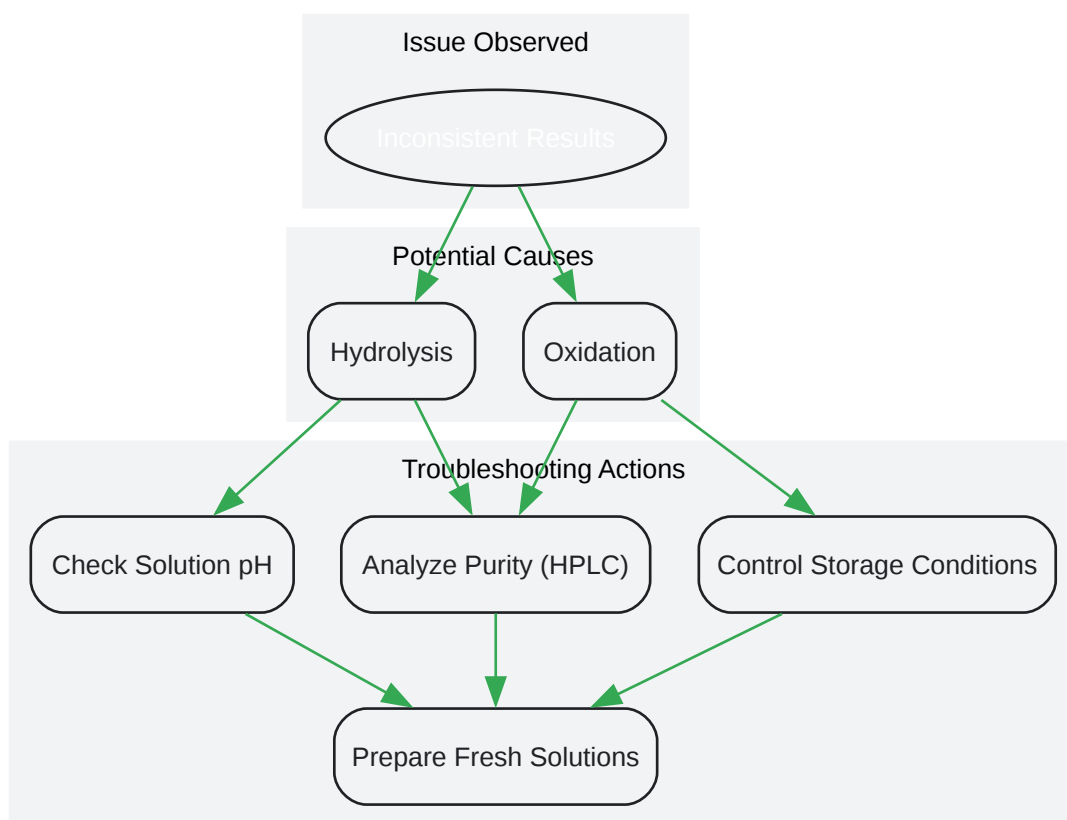 Issue Observed
Inconsistent Results
Potential Causes
Hydrolysis
Oxidation
Troubleshooting Actions
Check Solution pH
Analyze Purity (HPLC)
Control Storage Conditions
Prepare Fresh Solutions